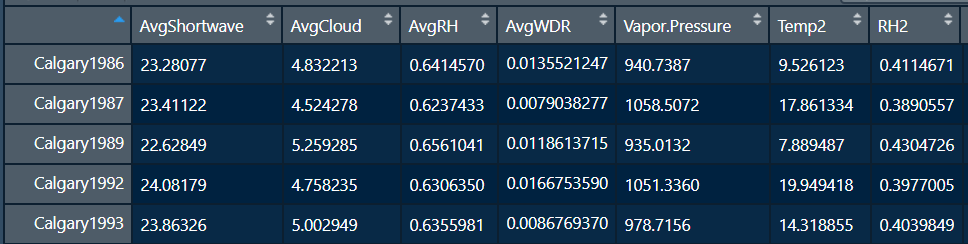 AvgShortwave AvgCloud AvgRH AvgWDR Vapor.Pressure Temp2 RH2
Calgary1986 23.28077 4.832213 0.6414570 0.0135521247 940.7387 9.526123 0.4114671
Calgary1987 23.41122 4.524278 0.6237433 0.0079038277 1058.5072 17.861334 0.3890557
Calgary1989 22.62849 5.259285 0.6561041 0.0118613715 935.0132 7.889487 0.4304726
Calgary1992 24.08179 4.758235 0.6306350 0.0166753590 1051.3360 19.949418 0.3977005
Calgary1993 23.86326 5.002949 0.6355981 0.0086769370 978.7156 14.318855 0.4039849